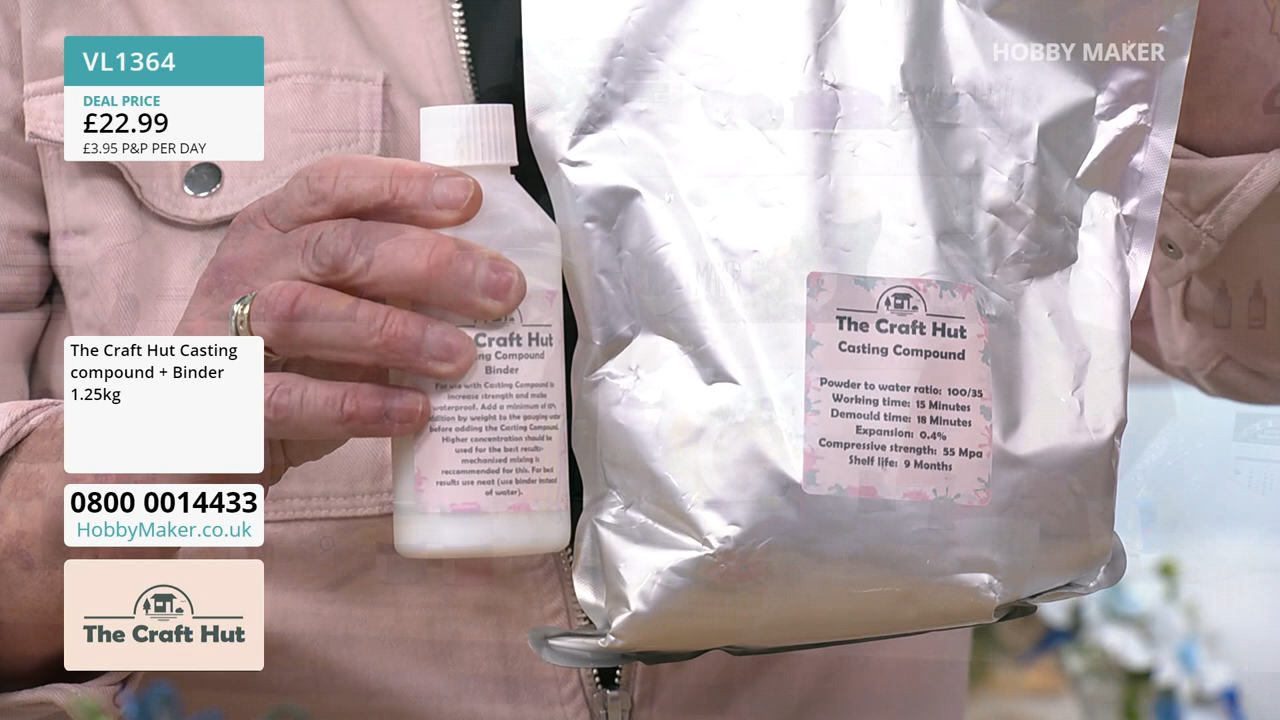 VL1364
DEAL PRICE
£22.99
£3.95 P&P PER DAY
HOBBY MAKER
The Craft Hut Casting
compound + Binder
1.25kg
0800 0014433
HobbyMaker.co.uk
The Craft Hut
Craft Hut
Compound
Binder
For use with Casting Compound to
increase strength and make
waterproof. Add a minimum of 10%
addition by weight to the gauging water
before adding the Casting Compound.
Higher concentration should be
used for the best results-
mechanised mixing is
reccommended for this. For best
results use neat (use binder instead
of water).
The Craft Hut
Casting Compound
Powder to water ratio: 100/35
Working time: 15 Minutes
Demould time: 18 Minutes
Expansion: 0.4%
Compressive strength: 55 Mpa
Shelf life: 9 Months